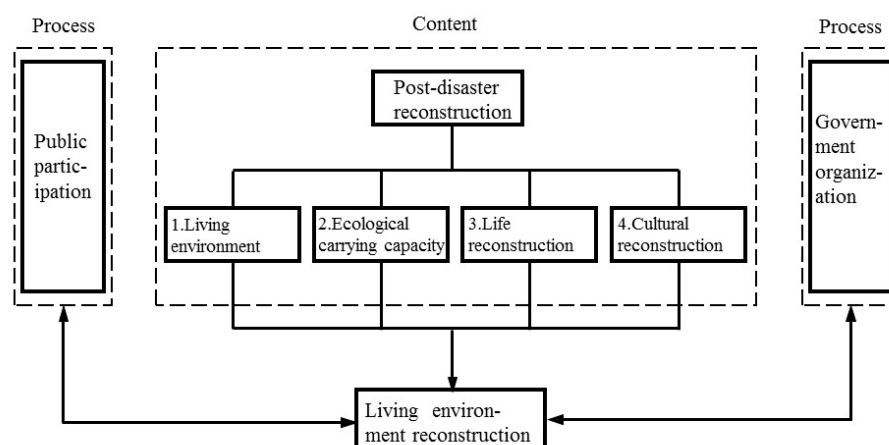 Process
Content
Process
Public
partic-
ipation
Post-disaster
reconstruction
Govern-
ment
organiz-
ation
1.Living
environment
2.Ecological
carrying capacity
3.Life
reconstruction
4.Cultural
reconstruction
Living environ-
ment reconstruction